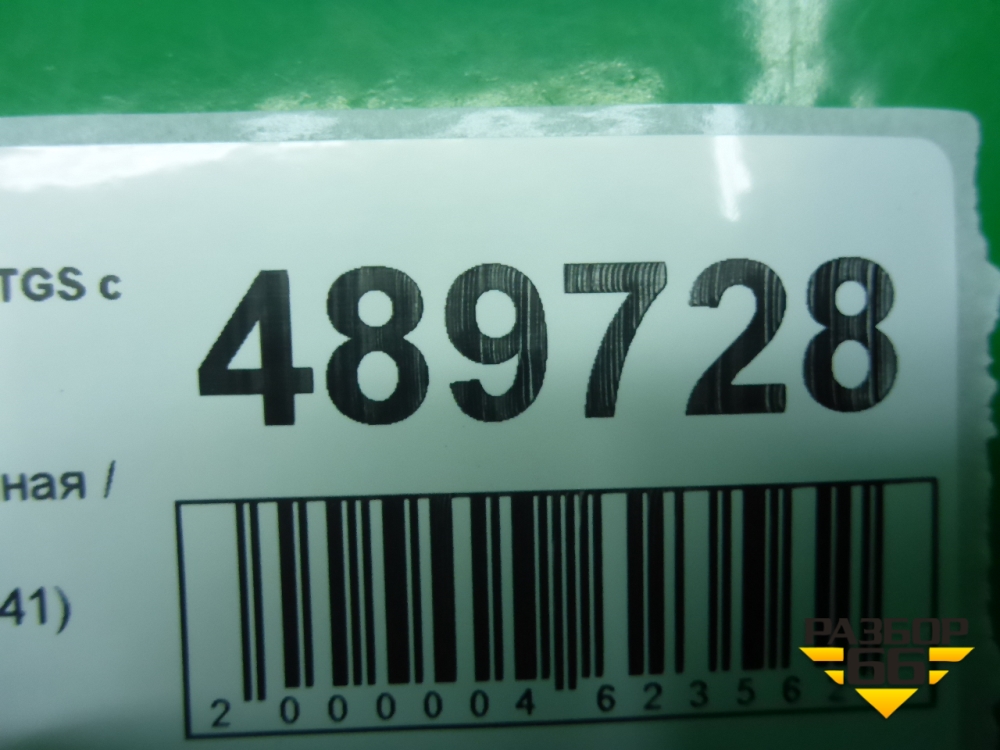 TGS с
489728
ная /
41)
2 000004 62356
РАЗБОР
66